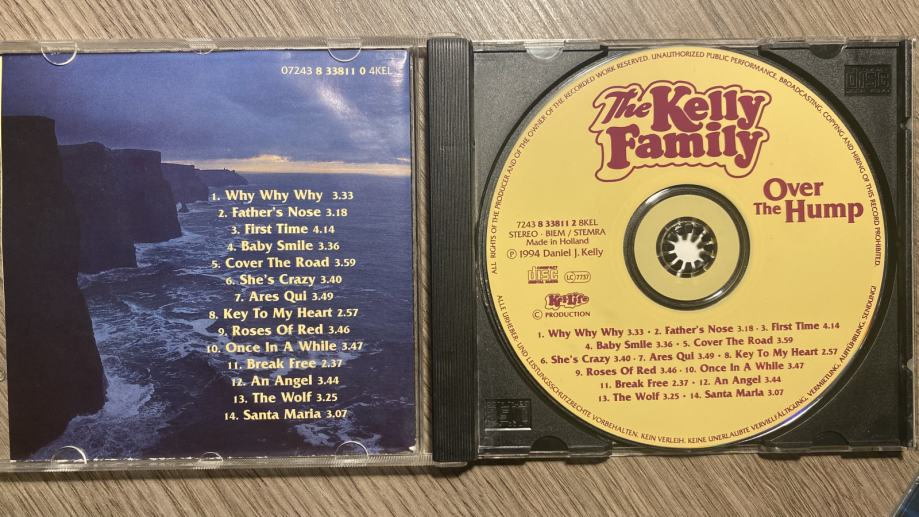 07243 8 33811 0 4KEL
1. Why Why Why 3.33
2. Father's Nose 3.18
3. First Time 4.14
4. Baby Smile 3.36
5. Cover The Road 3.59
6. She's Crazy 3.40
7. Ares Qui 3.49
8. Key To My Heart 2.57
9. Roses Of Red 3.46
10. Once In A While 3.47
11. Break Free 2.37
12. An Angel 3.44
13. The Wolf 3.25
14. Santa Maria 3.07
ALL RIGHTS OF THE PRODUCER AND OF THE OWNER OF THE RECORDED WORK RESERVED. UNAUTHORIZED PUBLIC PERFORMANCE, BROADCASTING, COPYING AND HIRING OF THIS RECORD PROHIBITED.
The Kelly
Family
Over
The Hump
7243 8 33811 2 8KEL
STEREO · BIEM / STEMRA
Made in Holland
℗ 1994 Daniel J. Kelly
COMPACT
disc
DIGITAL AUDIO
LC 7737
Kel-Life
© PRODUCTION
1. Why Why Why 3.33 · 2. Father's Nose 3.18 · 3. First Time 4.14
4. Baby Smile 3.36 · 5. Cover The Road 3.59
6. She's Crazy 3.40 · 7. Ares Qui 3.49 · 8. Key To My Heart 2.57
9. Roses Of Red 3.46 · 10. Once In A While 3.47
11. Break Free 2.37 · 12. An Angel 3.44
13. The Wolf 3.25 · 14. Santa Maria 3.07
ALLE URHEBER- UND LEISTUNGSSCHUTZRECHTE VORBEHALTEN. KEIN VERLEIH. KEINE UNERLAUBTE VERVIELFÄLTIGUNG, VERMIETUNG, AUFFÜHRUNG, SENDUNG!
disc